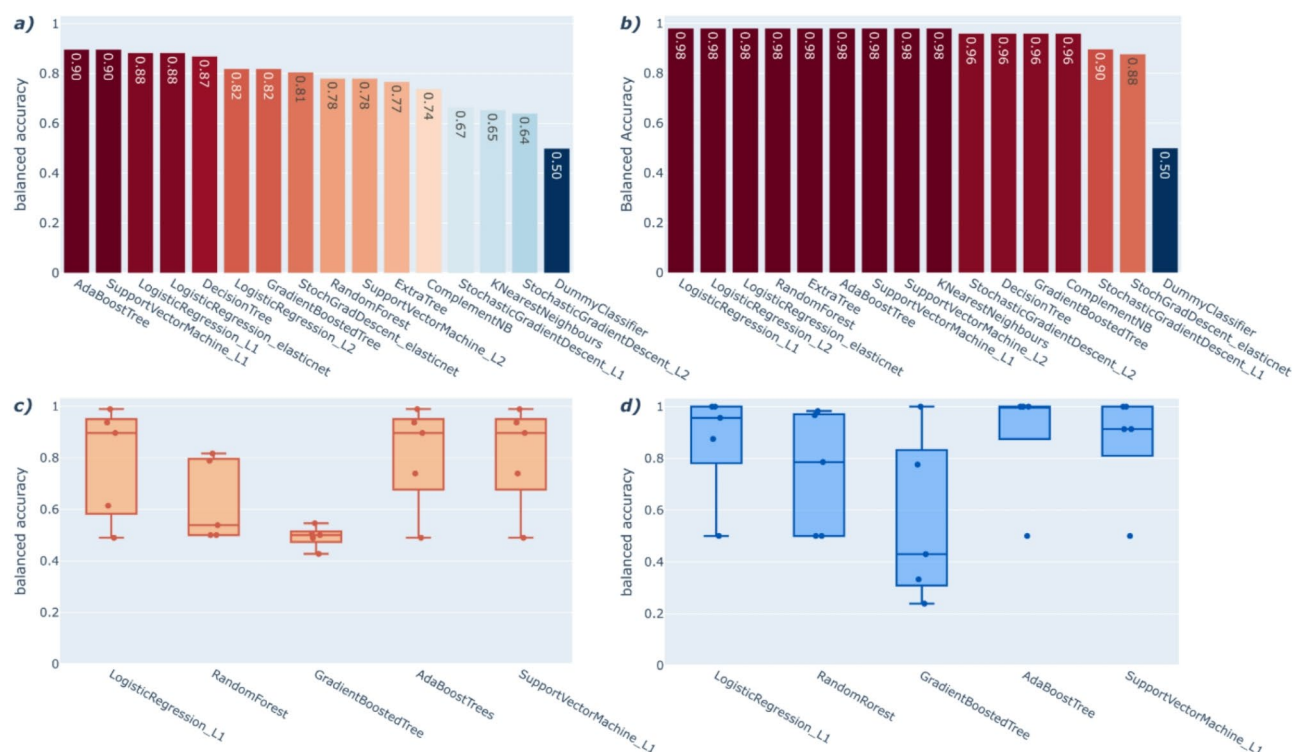 a)
balanced accuracy
1
0.8
0.6
0.4
0.2
0
0.90
0.90
0.88
0.88
0.87
0.82
0.82
0.81
0.78
0.78
0.77
0.74
0.67
0.65
0.64
0.50
AdaBoostTree
SupportVectorMachine_L1
LogisticRegression_L1
LogisticRegression_elasticnet
DecisionTree
LogisticRegression_L2
GradientBoostedTree
StochGradDescent_elasticnet
RandomForest
SupportVectorMachine_L2
ExtraTree
ComplementNB
StochasticGradientDescent_L1
KNearestNeighbours
StochasticGradientDescent_L2
DummyClassifier
b)
Balanced Accuracy
1
0.8
0.6
0.4
0.2
0
0.98
0.98
0.98
0.98
0.98
0.98
0.98
0.98
0.98
0.96
0.96
0.96
0.96
0.90
0.88
0.50
LogisticRegression_L1
LogisticRegression_L2
LogisticRegression_elasticnet
RandomForest
ExtraTree
AdaBoostTree
SupportVectorMachine_L1
SupportVectorMachine_L2
KNearestNeighbours
StochasticGradientDescent_L2
DecisionTree
GradientBoostedTree
ComplementNB
StochasticGradientDescent_L1
StochGradDescent_elasticnet
DummyClassifier
c)
balanced accuracy
1
0.8
0.6
0.4
0.2
0
LogisticRegression_L1
RandomForest
GradientBoostedTree
AdaBoostTrees
SupportVectorMachine_L1
d)
balanced accuracy
1
0.8
0.6
0.4
0.2
0
LogisticRegression_L1
RandomRorest
GradientBoostedTree
AdaBoostTree
SupportVectorMachine_L1